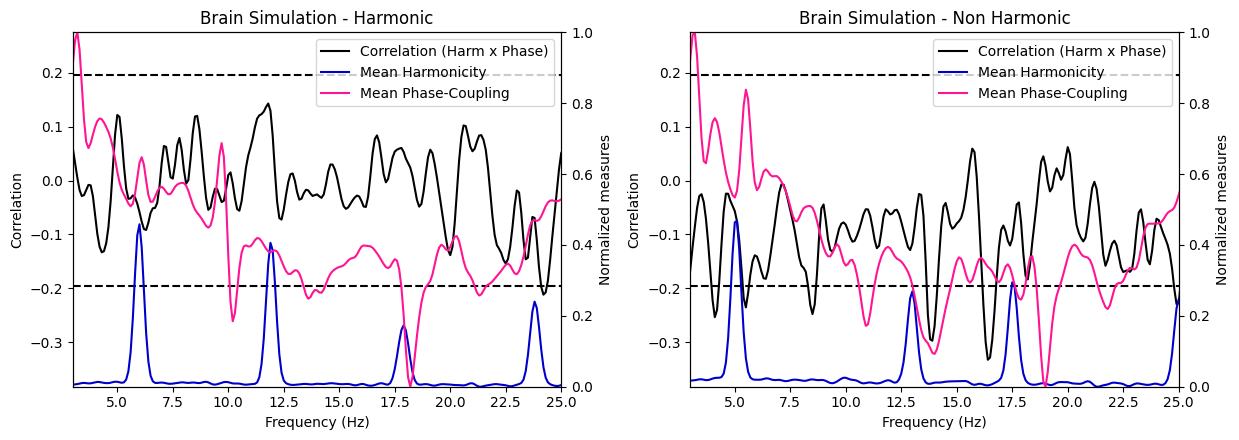 Brain Simulation - Harmonic
Correlation (Harm x Phase)
Mean Harmonicity
Mean Phase-Coupling
Correlation
0.2
0.1
0.0
−0.1
−0.2
−0.3
1.0
0.8
0.6
0.4
0.2
0.0
Normalized measures
5.0 7.5 10.0 12.5 15.0 17.5 20.0 22.5 25.0
Frequency (Hz)
Brain Simulation - Non Harmonic
Correlation (Harm x Phase)
Mean Harmonicity
Mean Phase-Coupling
Correlation
0.2
0.1
0.0
−0.1
−0.2
−0.3
1.0
0.8
0.6
0.4
0.2
0.0
Normalized measures
5.0 7.5 10.0 12.5 15.0 17.5 20.0 22.5 25.0
Frequency (Hz)